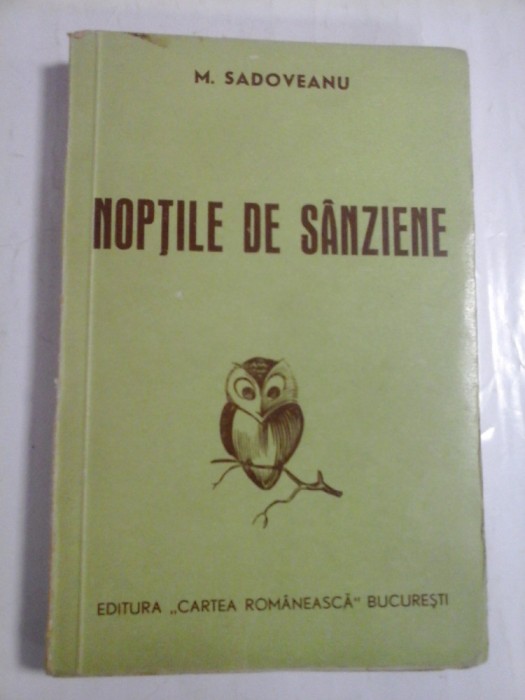 M. SADOVEANU
NOPȚILE DE SÂNZIENE
EDITURA „CARTEA ROMÂNEASCĂ“ BUCUREȘTI